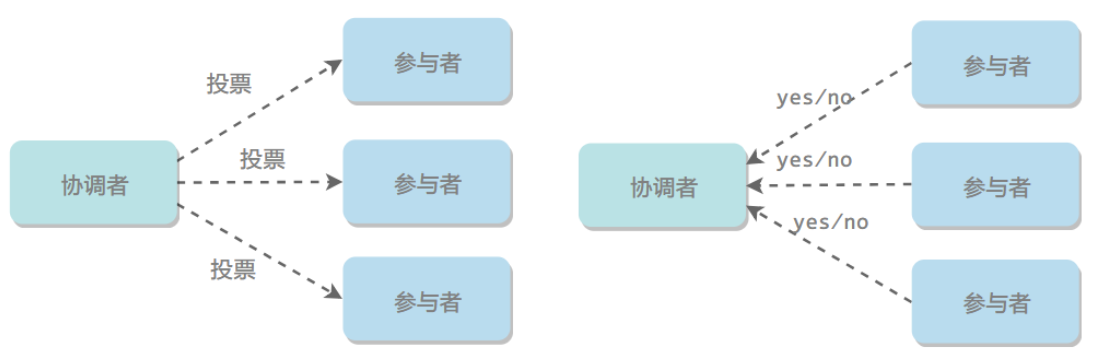 参与者
投票
投票
协调者
参与者
投票
参与者
参与者
yes/no
yes/no
协调者
参与者
yes/no
参与者